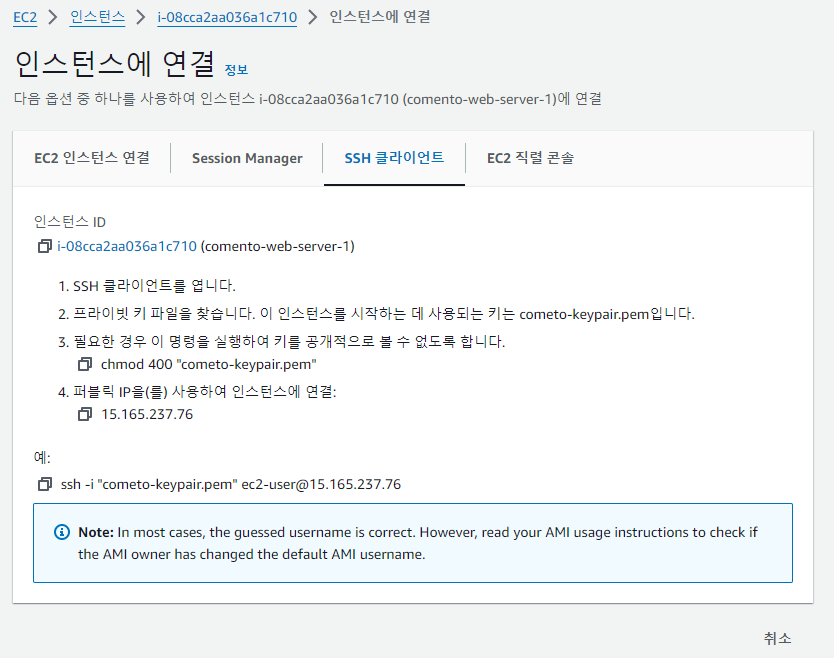 EC2 > 인스턴스 > i-08cca2aa036a1c710 > 인스턴스에 연결
인스턴스에 연결 정보
다음 옵션 중 하나를 사용하여 인스턴스 i-08cca2aa036a1c710 (comento-web-server-1)에 연결
EC2 인스턴스 연결 Session Manager SSH 클라이언트 EC2 직렬 콘솔
인스턴스 ID
i-08cca2aa036a1c710 (comento-web-server-1)
1. SSH 클라이언트를 엽니다.
2. 프라이빗 키 파일을 찾습니다. 이 인스턴스를 시작하는 데 사용되는 키는 cometo-keypair.pem입니다.
3. 필요한 경우 이 명령을 실행하여 키를 공개적으로 볼 수 없도록 합니다.
chmod 400 "cometo-keypair.pem"
4. 퍼블릭 IP을(를) 사용하여 인스턴스에 연결:
15.165.237.76
예:
ssh -i "cometo-keypair.pem" ec2-user@15.165.237.76
Note: In most cases, the guessed username is correct. However, read your AMI usage instructions to check if
the AMI owner has changed the default AMI username.
취소